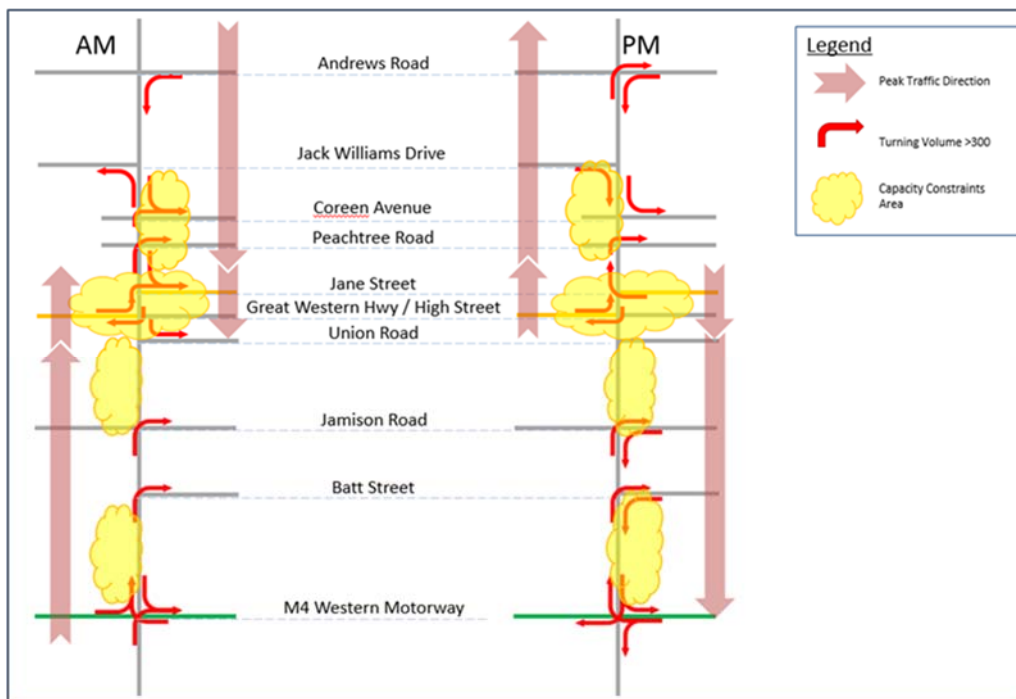 AM
PM
Andrews Road
Jack Williams Drive
Coreen Avenue
Peachtree Road
Jane Street
Great Western Hwy / High Street
Union Road
Jamison Road
Batt Street
M4 Western Motorway
Legend
Peak Traffic Direction
Turning Volume >300
Capacity Constraints
Area